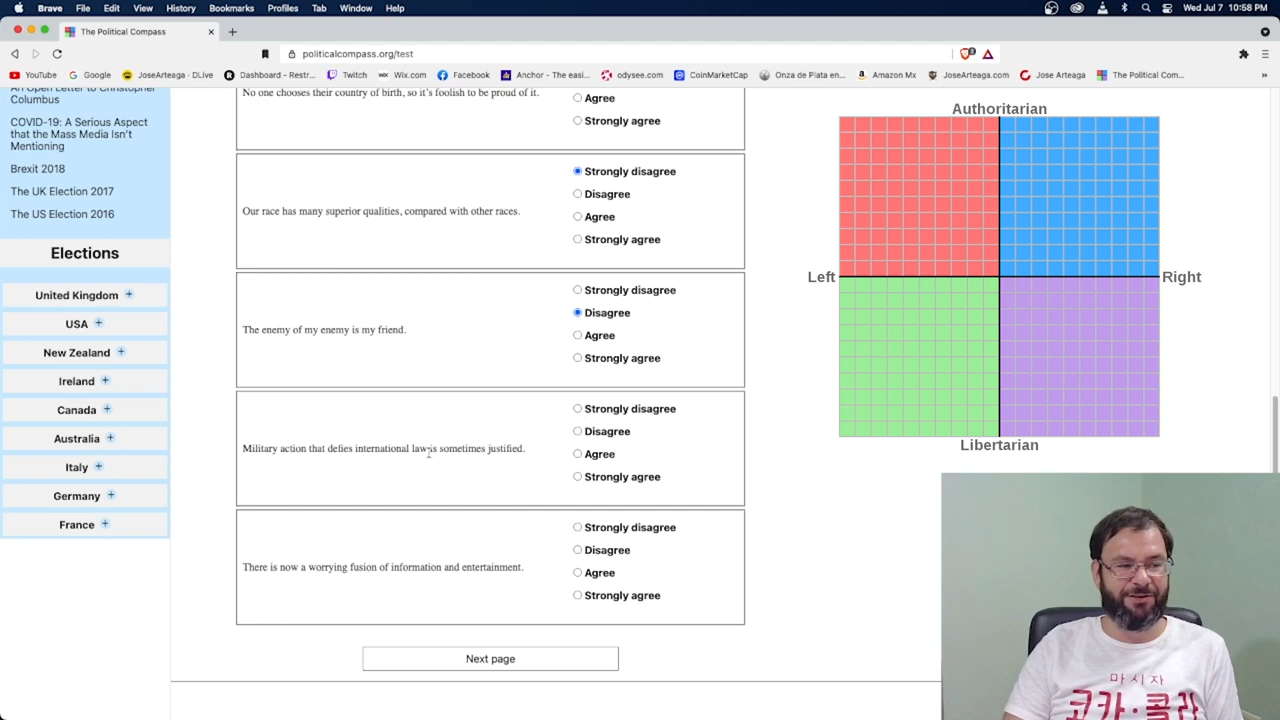 Brave File Edit View History Bookmarks Profiles Tab Window Help
Wed Jul 7 10:58 PM
The Political Compass
politicalcompass.org/test
YouTube Google JoseArteaga · DLive Dashboard - Restr... Twitch Wix.com Facebook Anchor - The easi... odysee.com CoinMarketCap Onza de Plata en... Amazon Mx JoseArteaga.com Jose Arteaga The Political Com... »
An Open Letter to Christopher
Columbus
COVID-19: A Serious Aspect
that the Mass Media Isn't
Mentioning
Brexit 2018
The UK Election 2017
The US Election 2016
Elections
United Kingdom +
USA +
New Zealand +
Ireland +
Canada +
Australia +
Italy +
Germany +
France +
No one chooses their country of birth, so it's foolish to be proud of it.
Agree
Strongly agree
Our race has many superior qualities, compared with other races.
Strongly disagree
Disagree
Agree
Strongly agree
The enemy of my enemy is my friend.
Strongly disagree
Disagree
Agree
Strongly agree
Military action that defies international law is sometimes justified.
Strongly disagree
Disagree
Agree
Strongly agree
There is now a worrying fusion of information and entertainment.
Strongly disagree
Disagree
Agree
Strongly agree
Next page
Authoritarian
Left
Right
Libertarian
마시자
코카·콜라